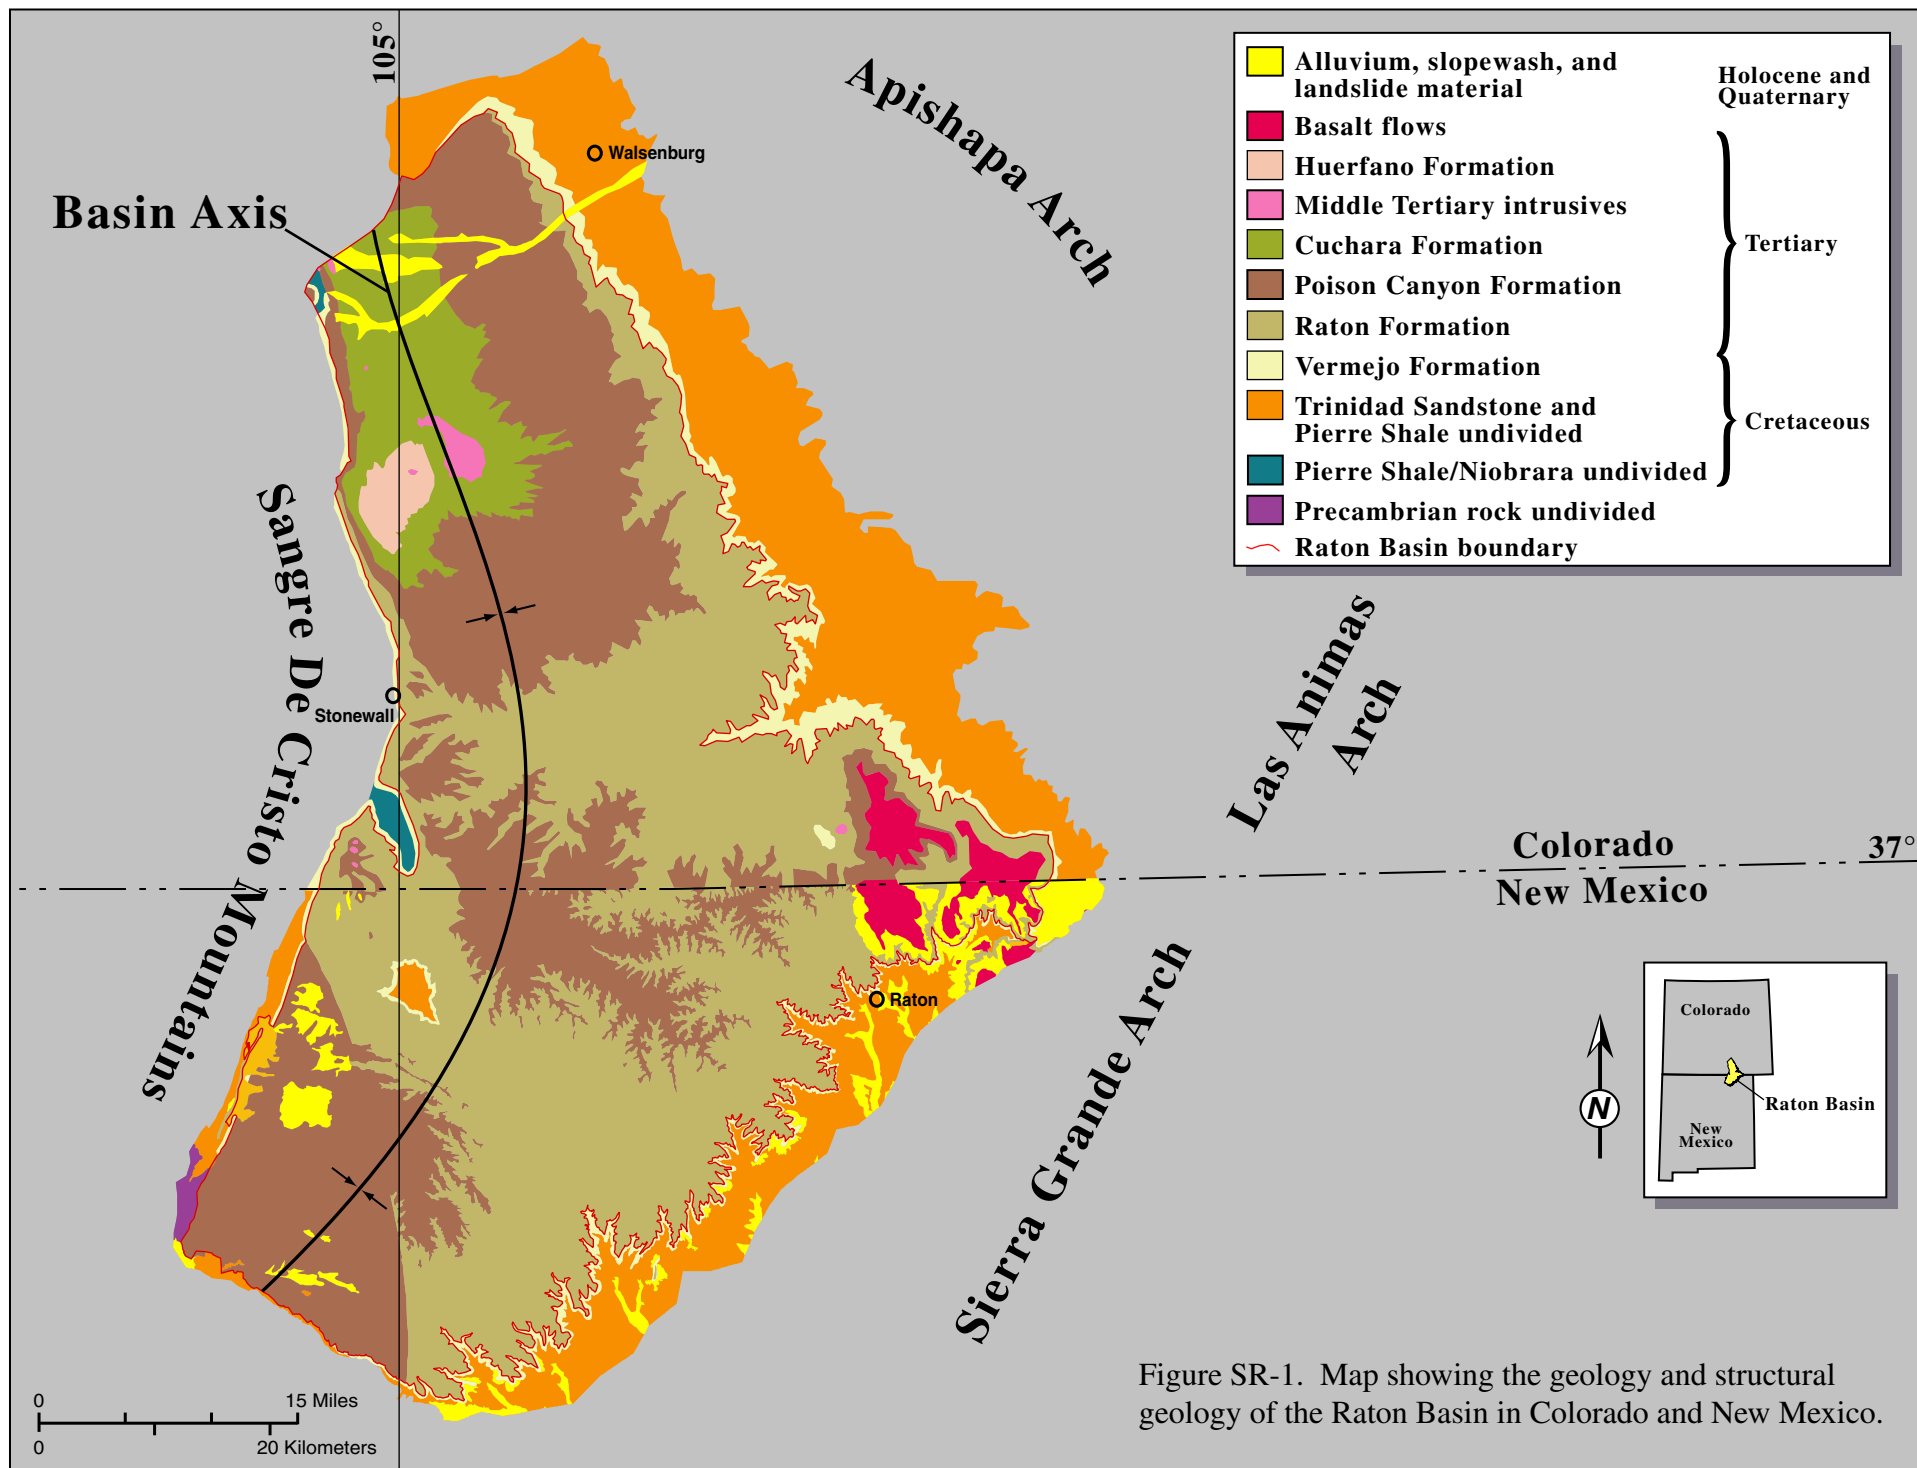 105°
Apishapa Arch
Walsenburg
Basin Axis
Alluvium, slopewash, and
landslide material
Holocene and
Quaternary
Basalt flows
Huerfano Formation
Middle Tertiary intrusives
Cuchara Formation
Tertiary
Poison Canyon Formation
Raton Formation
Vermejo Formation
Trinidad Sandstone and
Pierre Shale undivided
Cretaceous
Pierre Shale/Niobrara undivided
Precambrian rock undivided
Raton Basin boundary
Sangre De Cristo Mountains
Stonewall
Las Animas
Arch
Colorado
37°
New Mexico
Raton
Sierra Grande Arch
N
Colorado
Raton Basin
New
Mexico
Figure SR-1. Map showing the geology and structural
geology of the Raton Basin in Colorado and New Mexico.
0 15 Miles
0 20 Kilometers